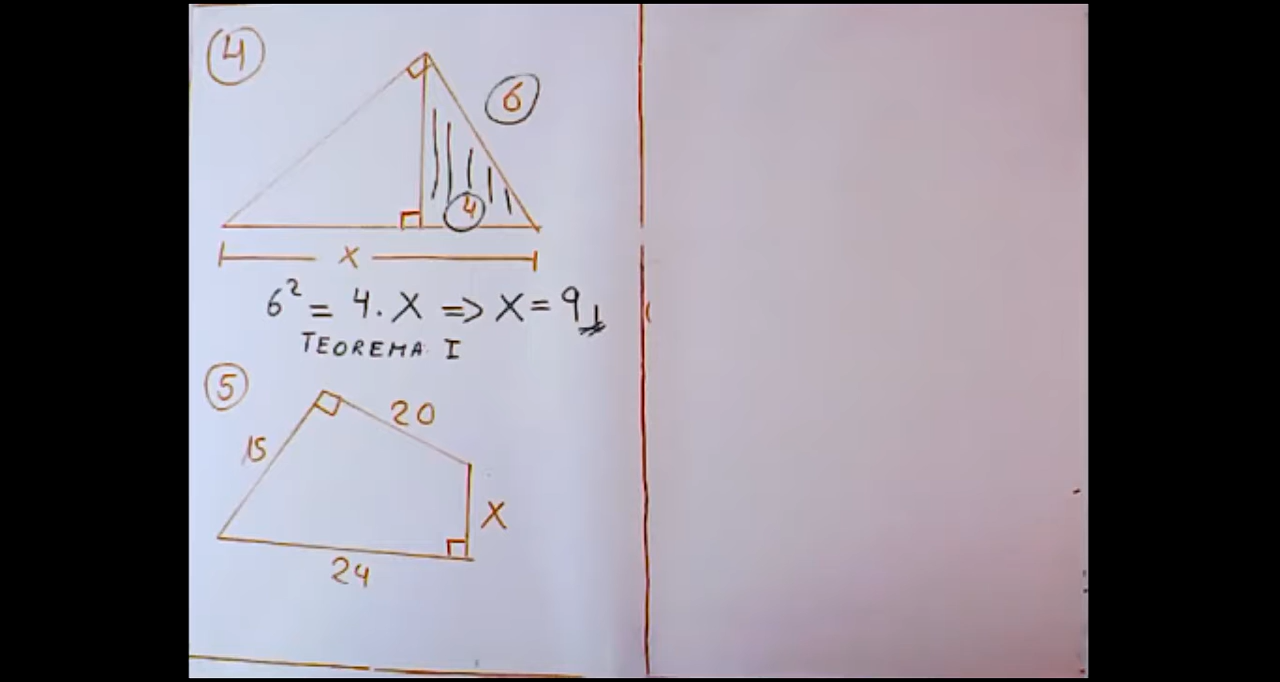 ④
6
4
x
6² = 4 . X => X = 9
TEOREMA I
⑤
20
15
X
24